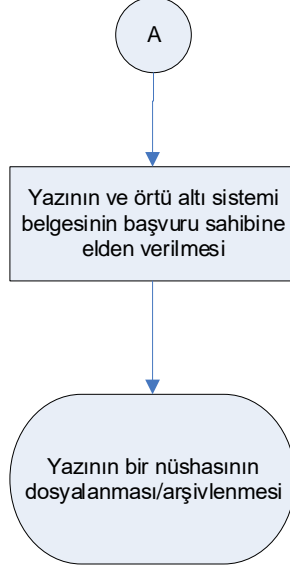 A
Yazının ve örtü altı sistemi
belgesinin başvuru sahibine
elden verilmesi
Yazının bir nüshasının
dosyalanması/arşivlenmesi